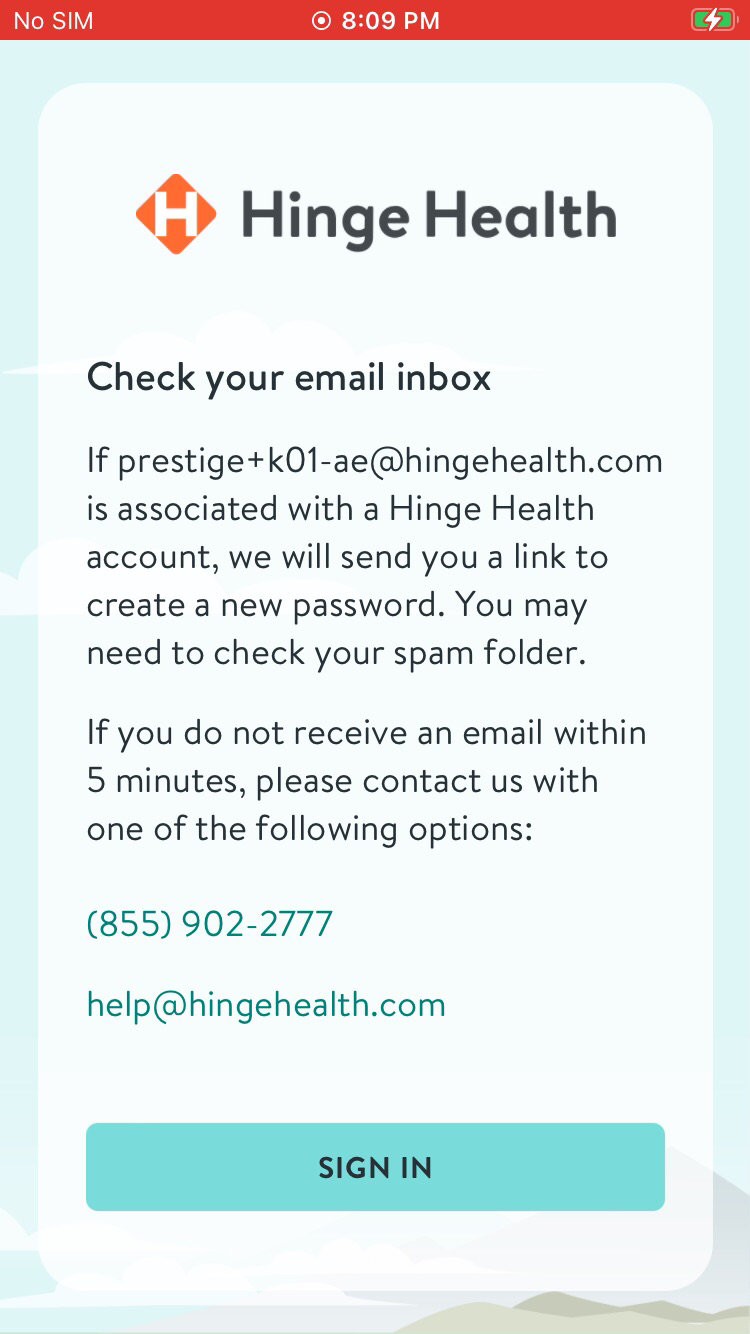 No SIM 8:09 PM
Hinge Health
Check your email inbox
If prestige+k01-ae@hingehealth.com
is associated with a Hinge Health
account, we will send you a link to
create a new password. You may
need to check your spam folder.
If you do not receive an email within
5 minutes, please contact us with
one of the following options:
(855) 902-2777
help@hingehealth.com
SIGN IN